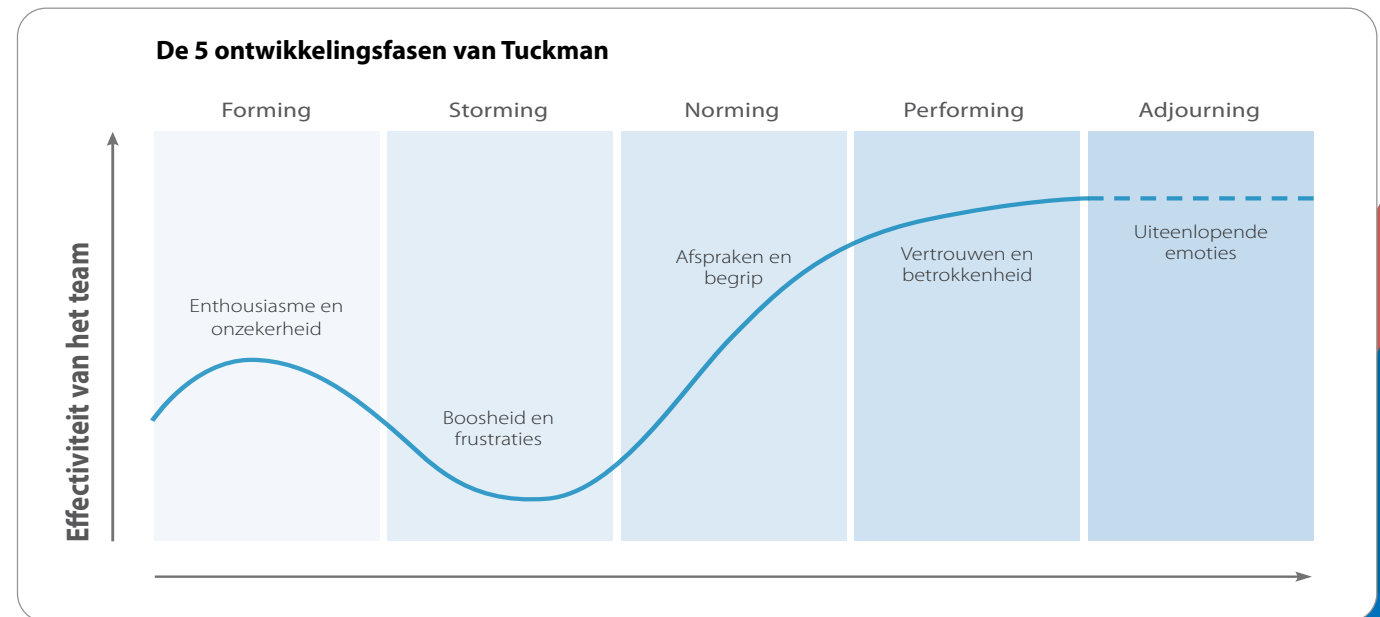 De 5 ontwikkelingsfasen van Tuckman
Forming
Storming
Norming
Performing
Adjourning
Effectiviteit van het team
Enthousiasme en
onzekerheid
Boosheid en
frustraties
Afspraken en
begrip
Vertrouwen en
betrokkenheid
Uiteenlopende
emoties